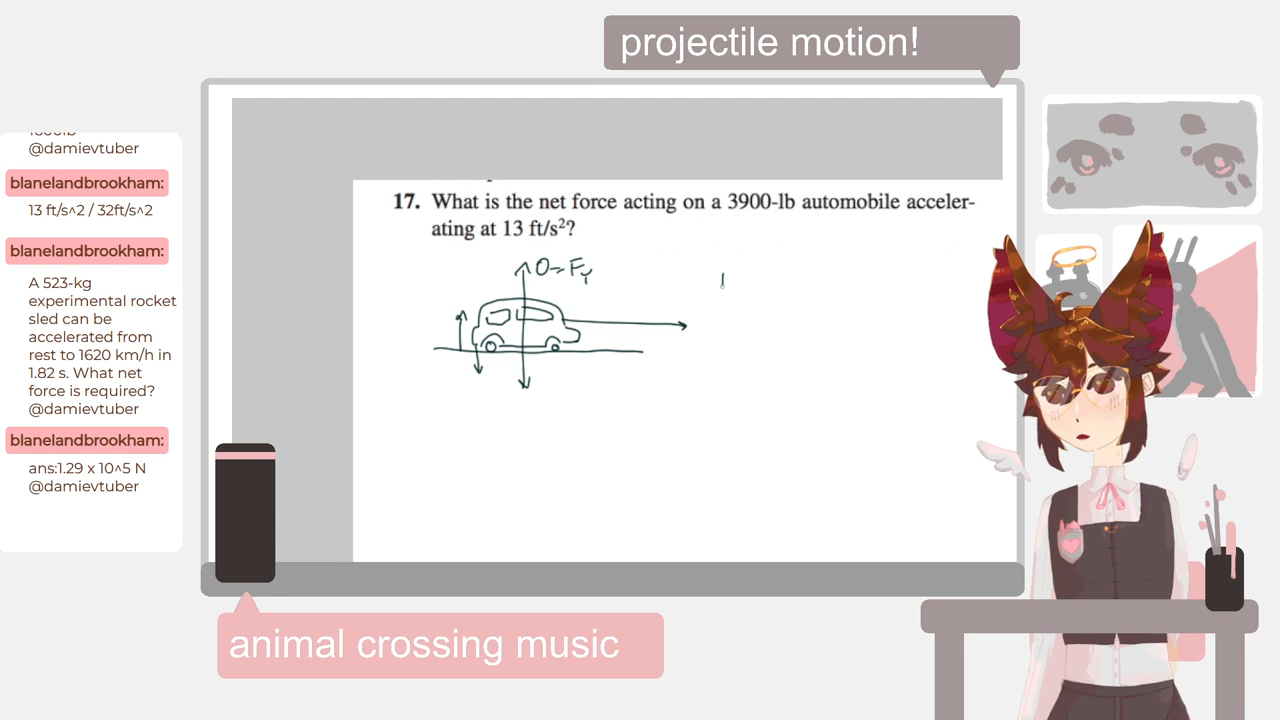 projectile motion!
@damievtuber
blanelandbrookham:
13 ft/s^2 / 32ft/s^2
blanelandbrookham:
A 523-kg
experimental rocket
sled can be
accelerated from
rest to 1620 km/h in
1.82 s. What net
force is required?
@damievtuber
blanelandbrookham:
ans:1.29 x 10^5 N
@damievtuber
17. What is the net force acting on a 3900-lb automobile acceler-
ating at 13 ft/s²?
0 = Fy
animal crossing music